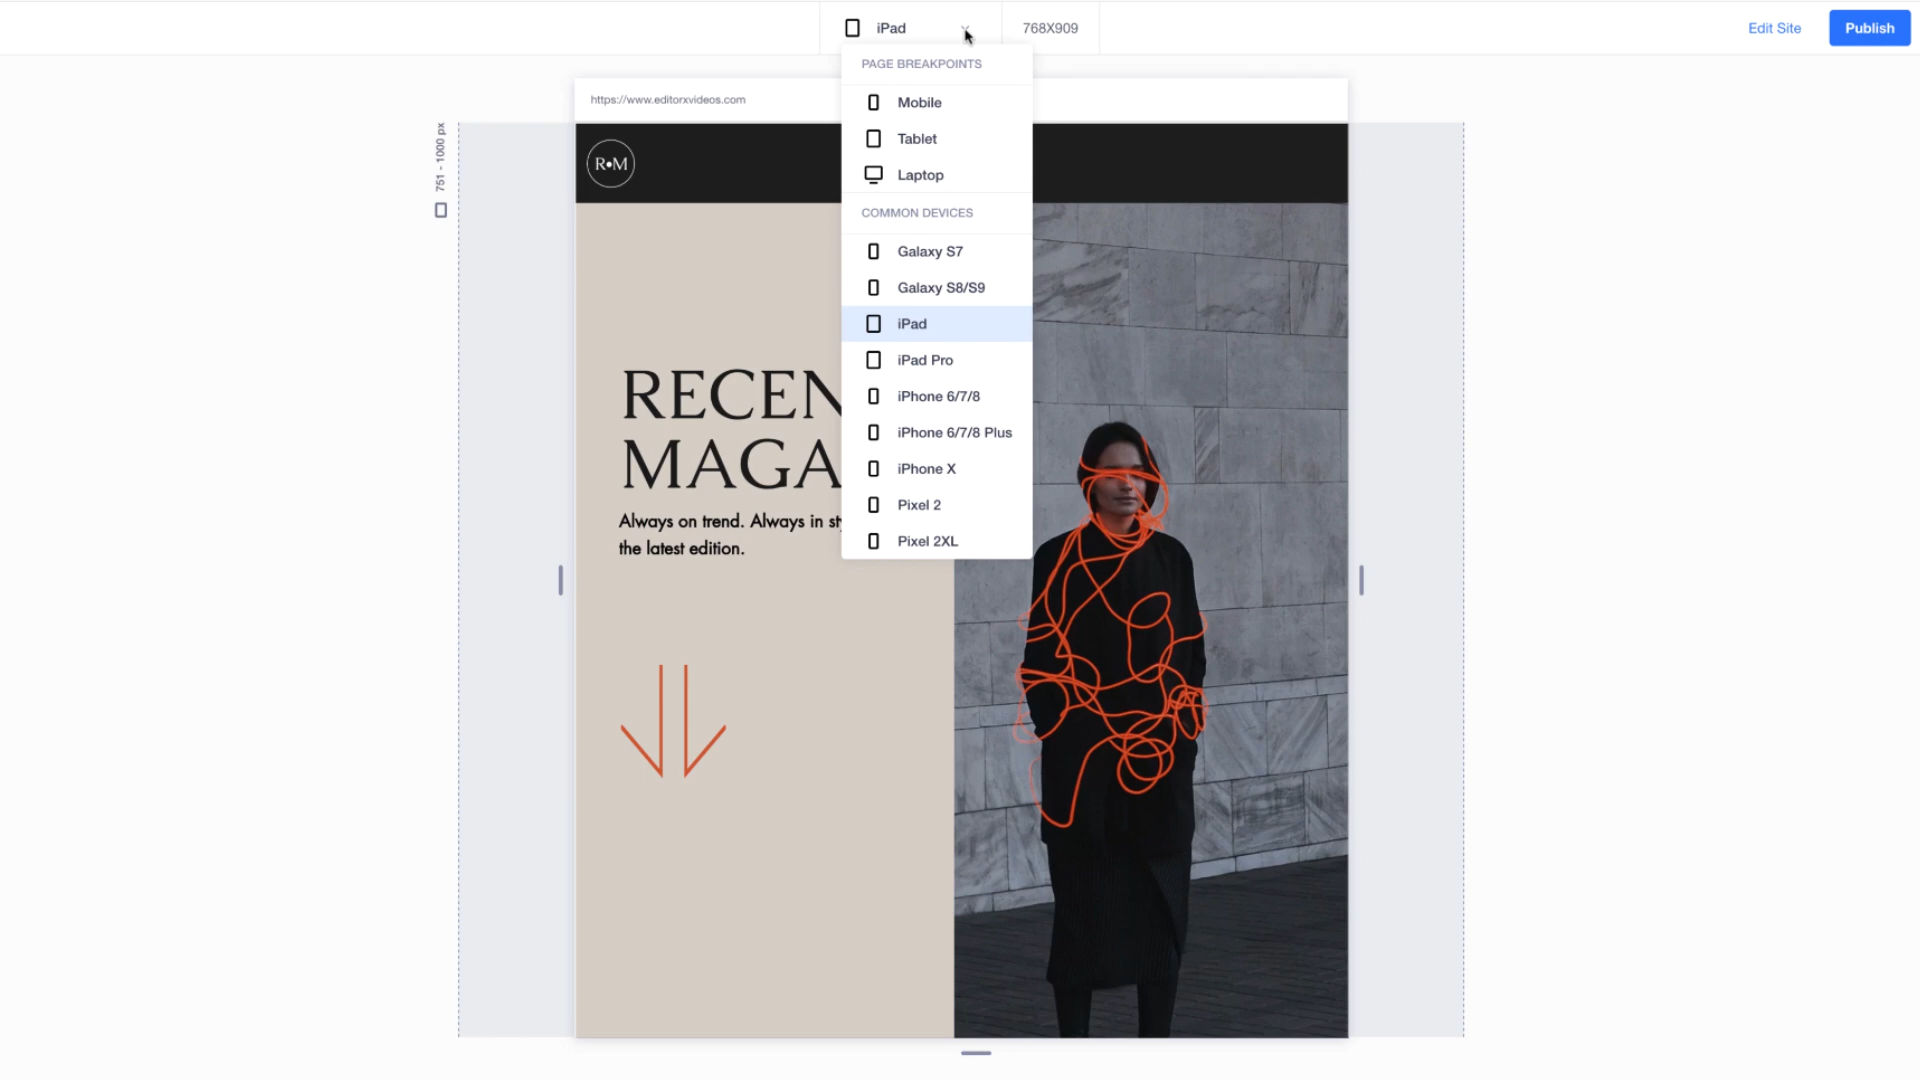 iPad
768X909
Edit Site
Publish
PAGE BREAKPOINTS
Mobile
Tablet
Laptop
COMMON DEVICES
Galaxy S7
Galaxy S8/S9
iPad
iPad Pro
iPhone 6/7/8
iPhone 6/7/8 Plus
iPhone X
Pixel 2
Pixel 2XL
https://www.editorxvideos.com
751 - 1000 px
R•M
RECEN
MAGA
Always on trend. Always in
the latest edition.